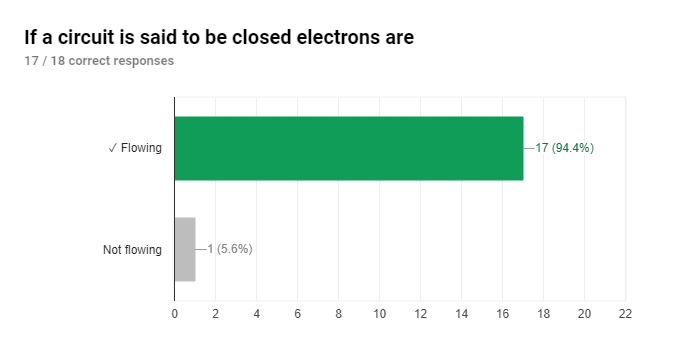 If a circuit is said to be closed electrons are
17 / 18 correct responses
✓ Flowing
17 (94.4%)
Not flowing
1 (5.6%)
0 2 4 6 8 10 12 14 16 18 20 22